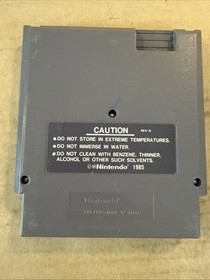 CAUTION
REV-A
● DO NOT STORE IN EXTREME TEMPERATURES.
● DO NOT IMMERSE IN WATER.
● DO NOT CLEAN WITH BENZENE, THINNER,
ALCOHOL OR OTHER SUCH SOLVENTS.
©®Nintendo® 1985
Nintendo®